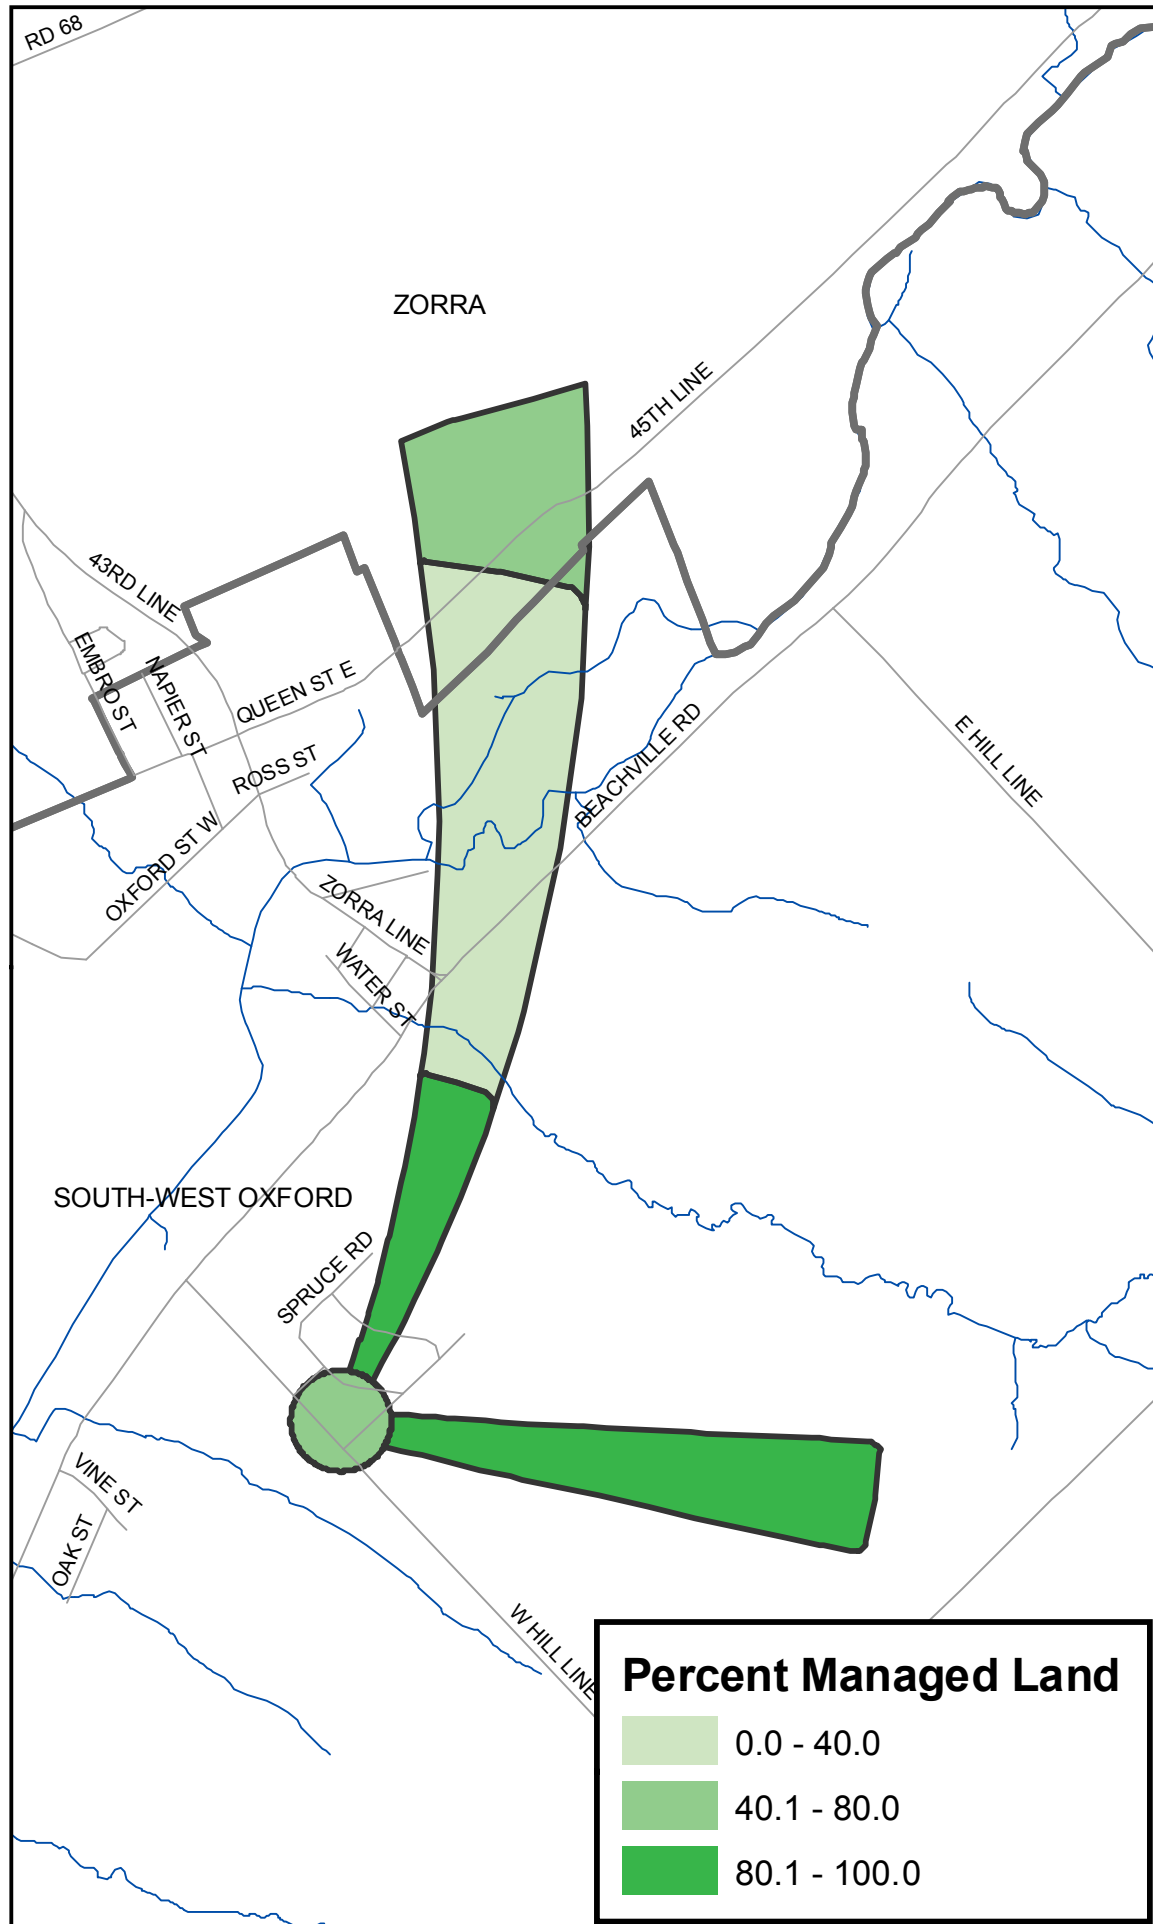 RD 68
ZORRA
45TH LINE
43RD LINE
EMBRO ST
NAPIER ST
QUEEN ST E
ROSS ST
OXFORD ST W
BEACHVILLE RD
E HILL LINE
ZORRA LINE
WATER ST
SOUTH-WEST OXFORD
SPRUCE RD
VINE ST
OAK ST
W HILL LINE
Percent Managed Land
0.0 - 40.0
40.1 - 80.0
80.1 - 100.0